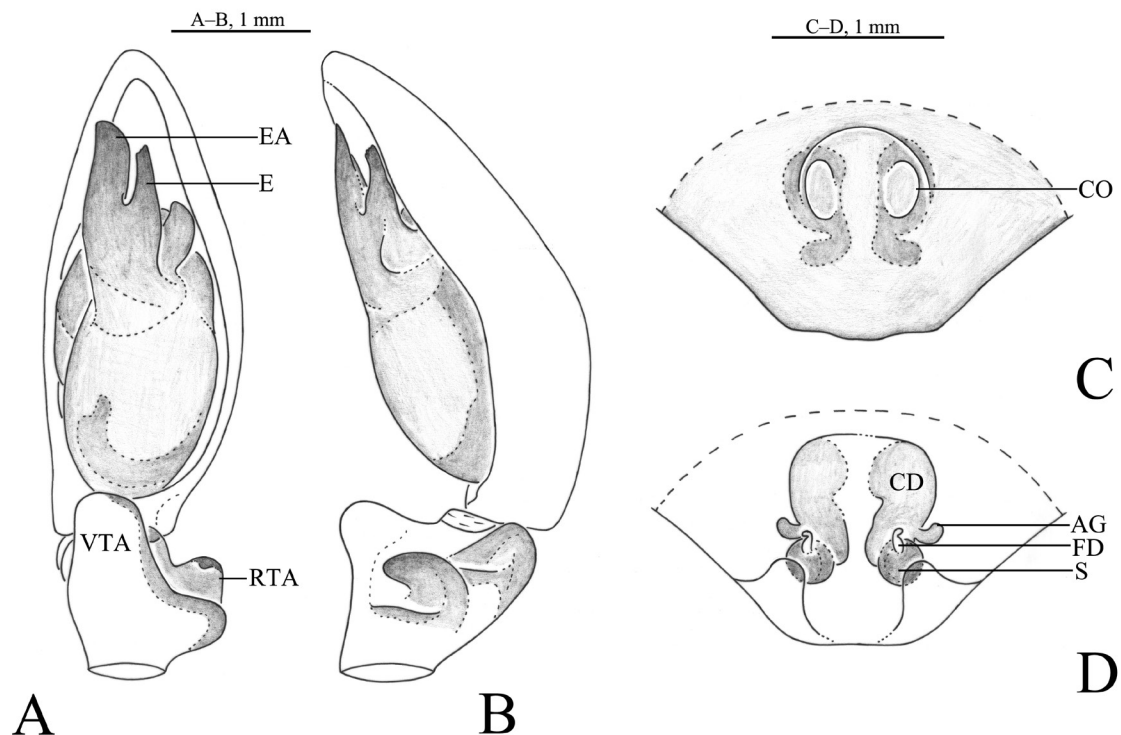 A–B, 1 mm
EA
E
VTA
RTA
A
B
C–D, 1 mm
CO
C
CD
AG
FD
S
D